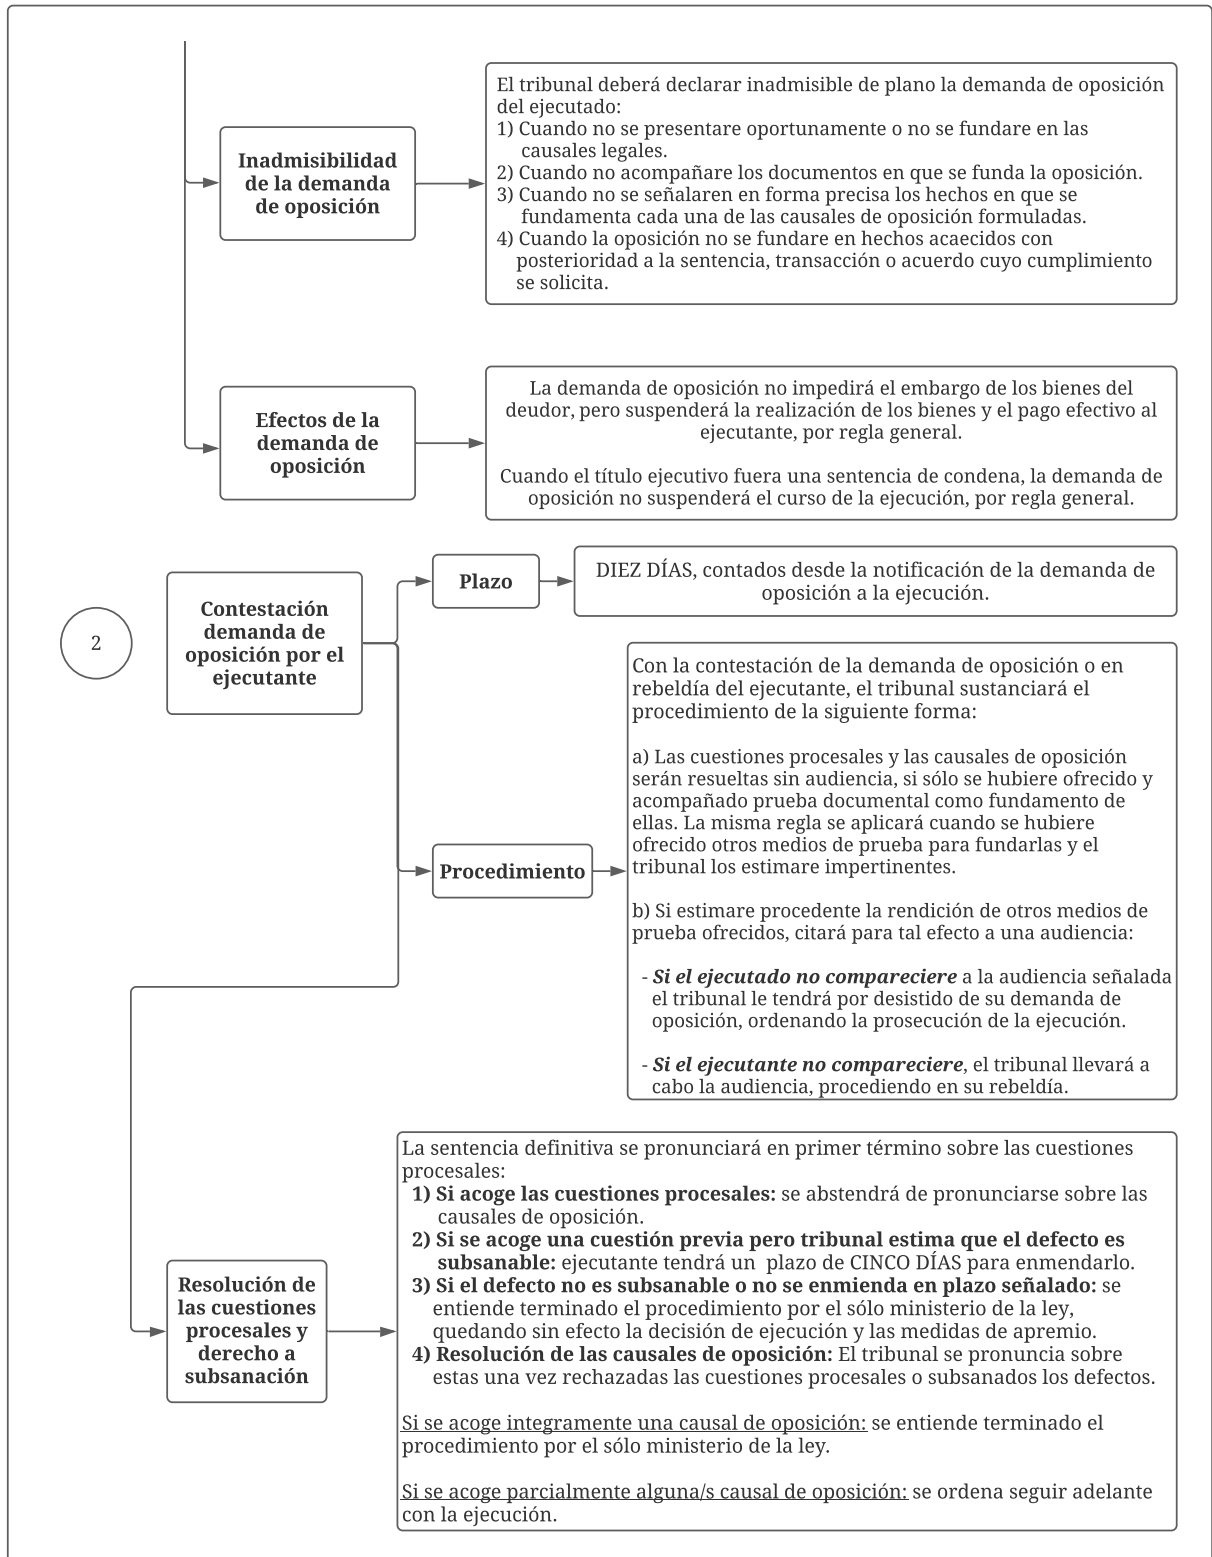 Inadmisibilidad
de la demanda
de oposición
El tribunal deberá declarar inadmisible de plano la demanda de oposición
del ejecutado:
1) Cuando no se presentare oportunamente o no se fundare en las
causales legales.
2) Cuando no acompañare los documentos en que se funda la oposición.
3) Cuando no se señalaren en forma precisa los hechos en que se
fundamenta cada una de las causales de oposición formuladas.
4) Cuando la oposición no se fundare en hechos acaecidos con
posterioridad a la sentencia, transacción o acuerdo cuyo cumplimiento
se solicita.
Efectos de la
demanda de
oposición
La demanda de oposición no impedirá el embargo de los bienes del
deudor, pero suspenderá la realización de los bienes y el pago efectivo al
ejecutante, por regla general.
Cuando el título ejecutivo fuera una sentencia de condena, la demanda de
oposición no suspenderá el curso de la ejecución, por regla general.
2
Contestación
demanda de
oposición por el
ejecutante
Plazo
DIEZ DÍAS, contados desde la notificación de la demanda de
oposición a la ejecución.
Procedimiento
Con la contestación de la demanda de oposición o en
rebeldía del ejecutante, el tribunal sustanciará el
procedimiento de la siguiente forma:
a) Las cuestiones procesales y las causales de oposición
serán resueltas sin audiencia, si sólo se hubiere ofrecido y
acompañado prueba documental como fundamento de
ellas. La misma regla se aplicará cuando se hubiere
ofrecido otros medios de prueba para fundarlas y el
tribunal los estimare impertinentes.
b) Si estimare procedente la rendición de otros medios de
prueba ofrecidos, citará para tal efecto a una audiencia:
- Si el ejecutado no compareciere a la audiencia señalada
el tribunal le tendrá por desistido de su demanda de
oposición, ordenando la prosecución de la ejecución.
- Si el ejecutante no compareciere, el tribunal llevará a
cabo la audiencia, procediendo en su rebeldía.
Resolución de
las cuestiones
procesales y
derecho a
subsanación
La sentencia definitiva se pronunciará en primer término sobre las cuestiones
procesales:
1) Si acoge las cuestiones procesales: se abstendrá de pronunciarse sobre las
causales de oposición.
2) Si se acoge una cuestión previa pero tribunal estima que el defecto es
subsanable: ejecutante tendrá un plazo de CINCO DÍAS para enmendarlo.
3) Si el defecto no es subsanable o no se enmienda en plazo señalado: se
entiende terminado el procedimiento por el sólo ministerio de la ley,
quedando sin efecto la decisión de ejecución y las medidas de apremio.
4) Resolución de las causales de oposición: El tribunal se pronuncia sobre
estas una vez rechazadas las cuestiones procesales o subsanados los defectos.
Si se acoge integramente una causal de oposición: se entiende terminado el
procedimiento por el sólo ministerio de la ley.
Si se acoge parcialmente alguna/s causal de oposición: se ordena seguir adelante
con la ejecución.